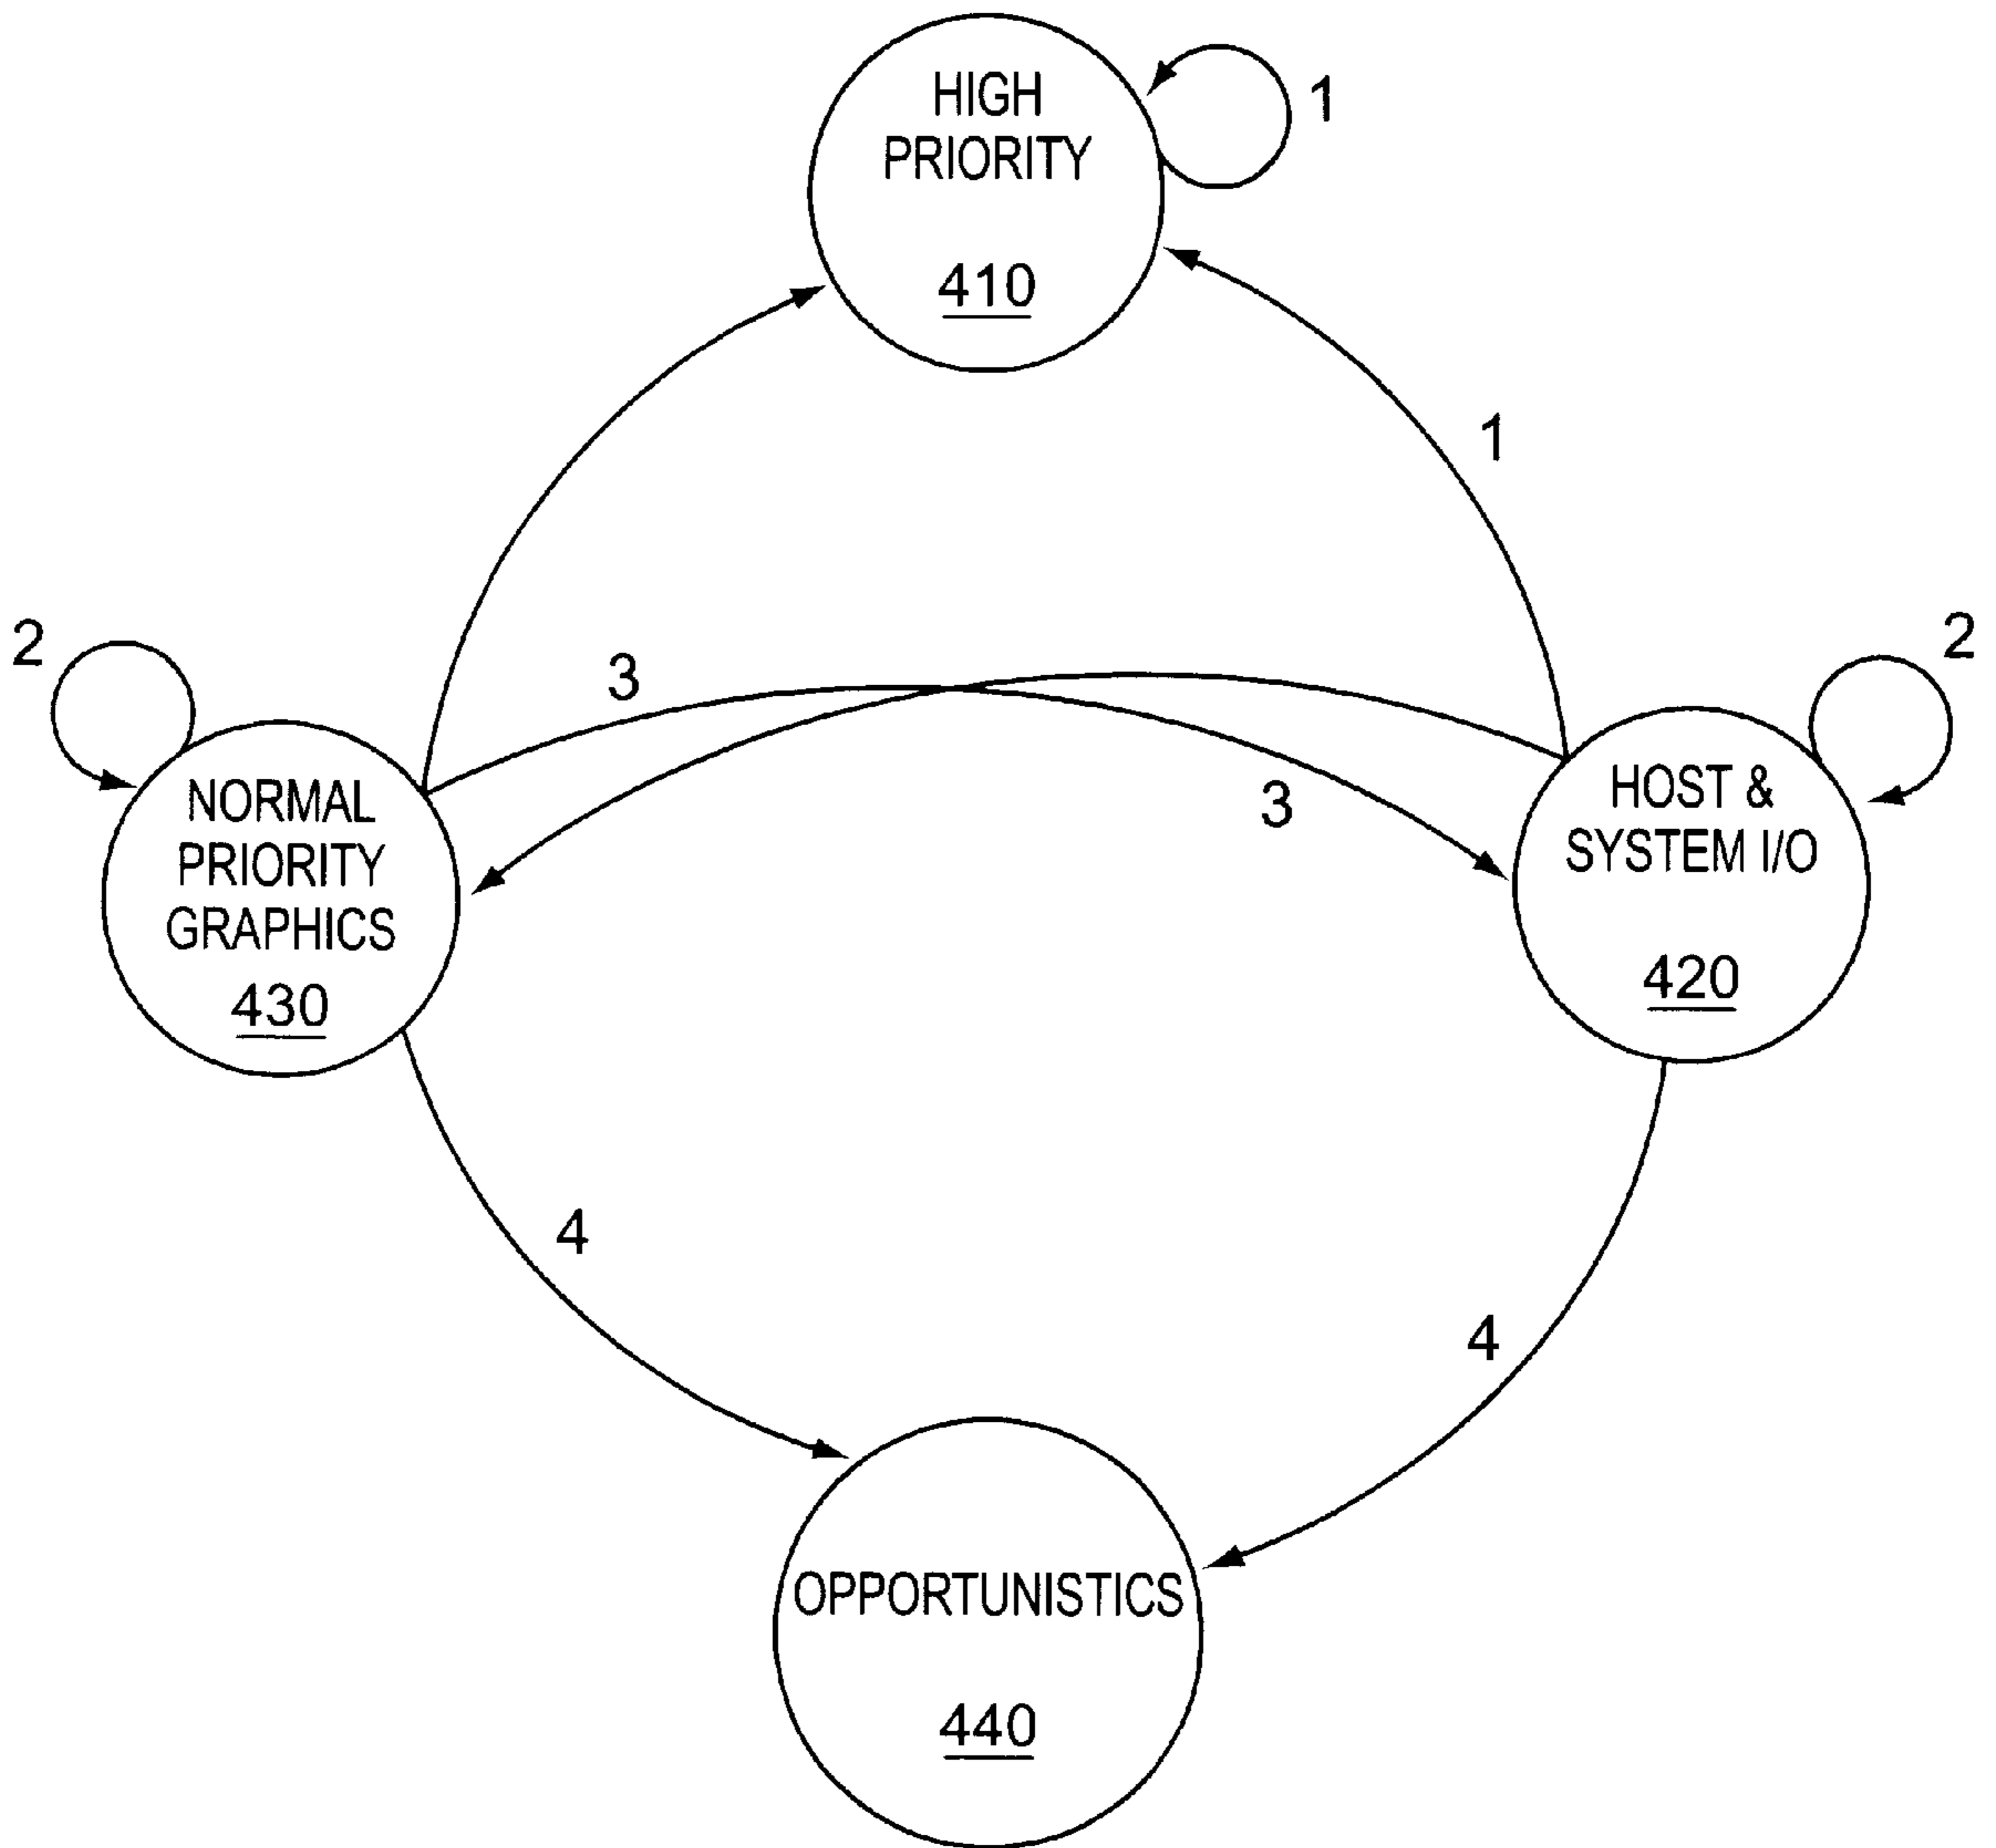 HIGH
PRIORITY
410
1
1
2
NORMAL
PRIORITY
GRAPHICS
430
3
3
2
HOST &
SYSTEM I/O
420
4
4
OPPORTUNISTICS
440